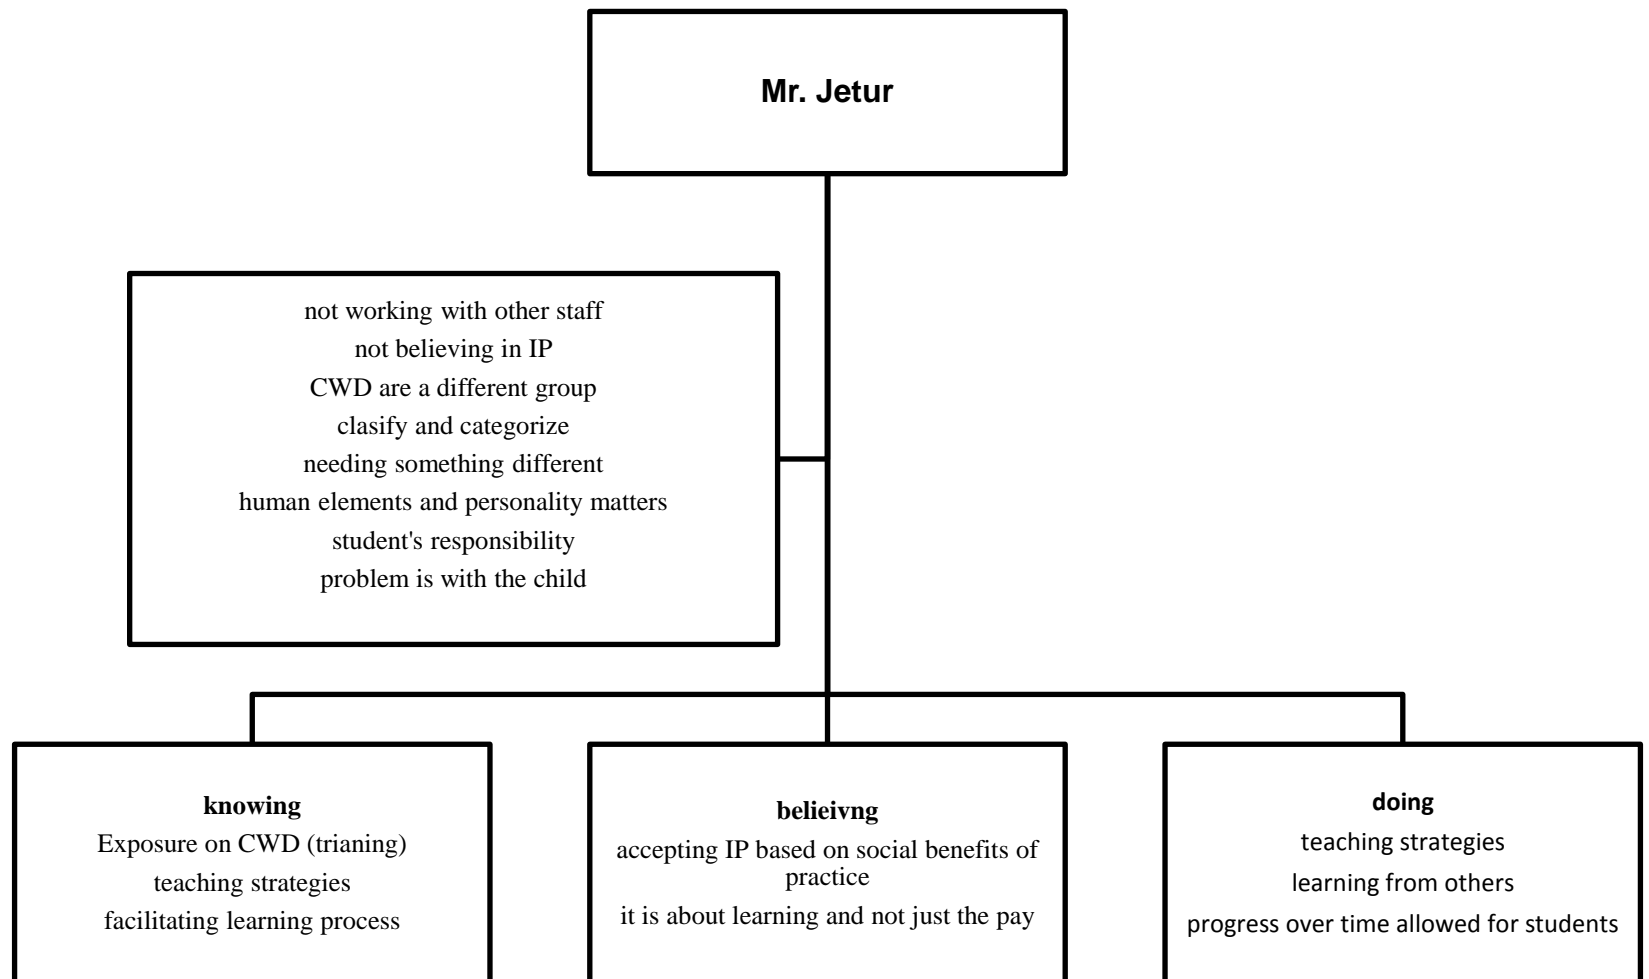 Mr. Jetur
not working with other staff
not believing in IP
CWD are a different group
clasify and categorize
needing something different
human elements and personality matters
student's responsibility
problem is with the child
knowing
Exposure on CWD (trianing)
teaching strategies
facilitating learning process
belieivng
accepting IP based on social benefits of
practice
it is about learning and not just the pay
doing
teaching strategies
learning from others
progress over time allowed for students